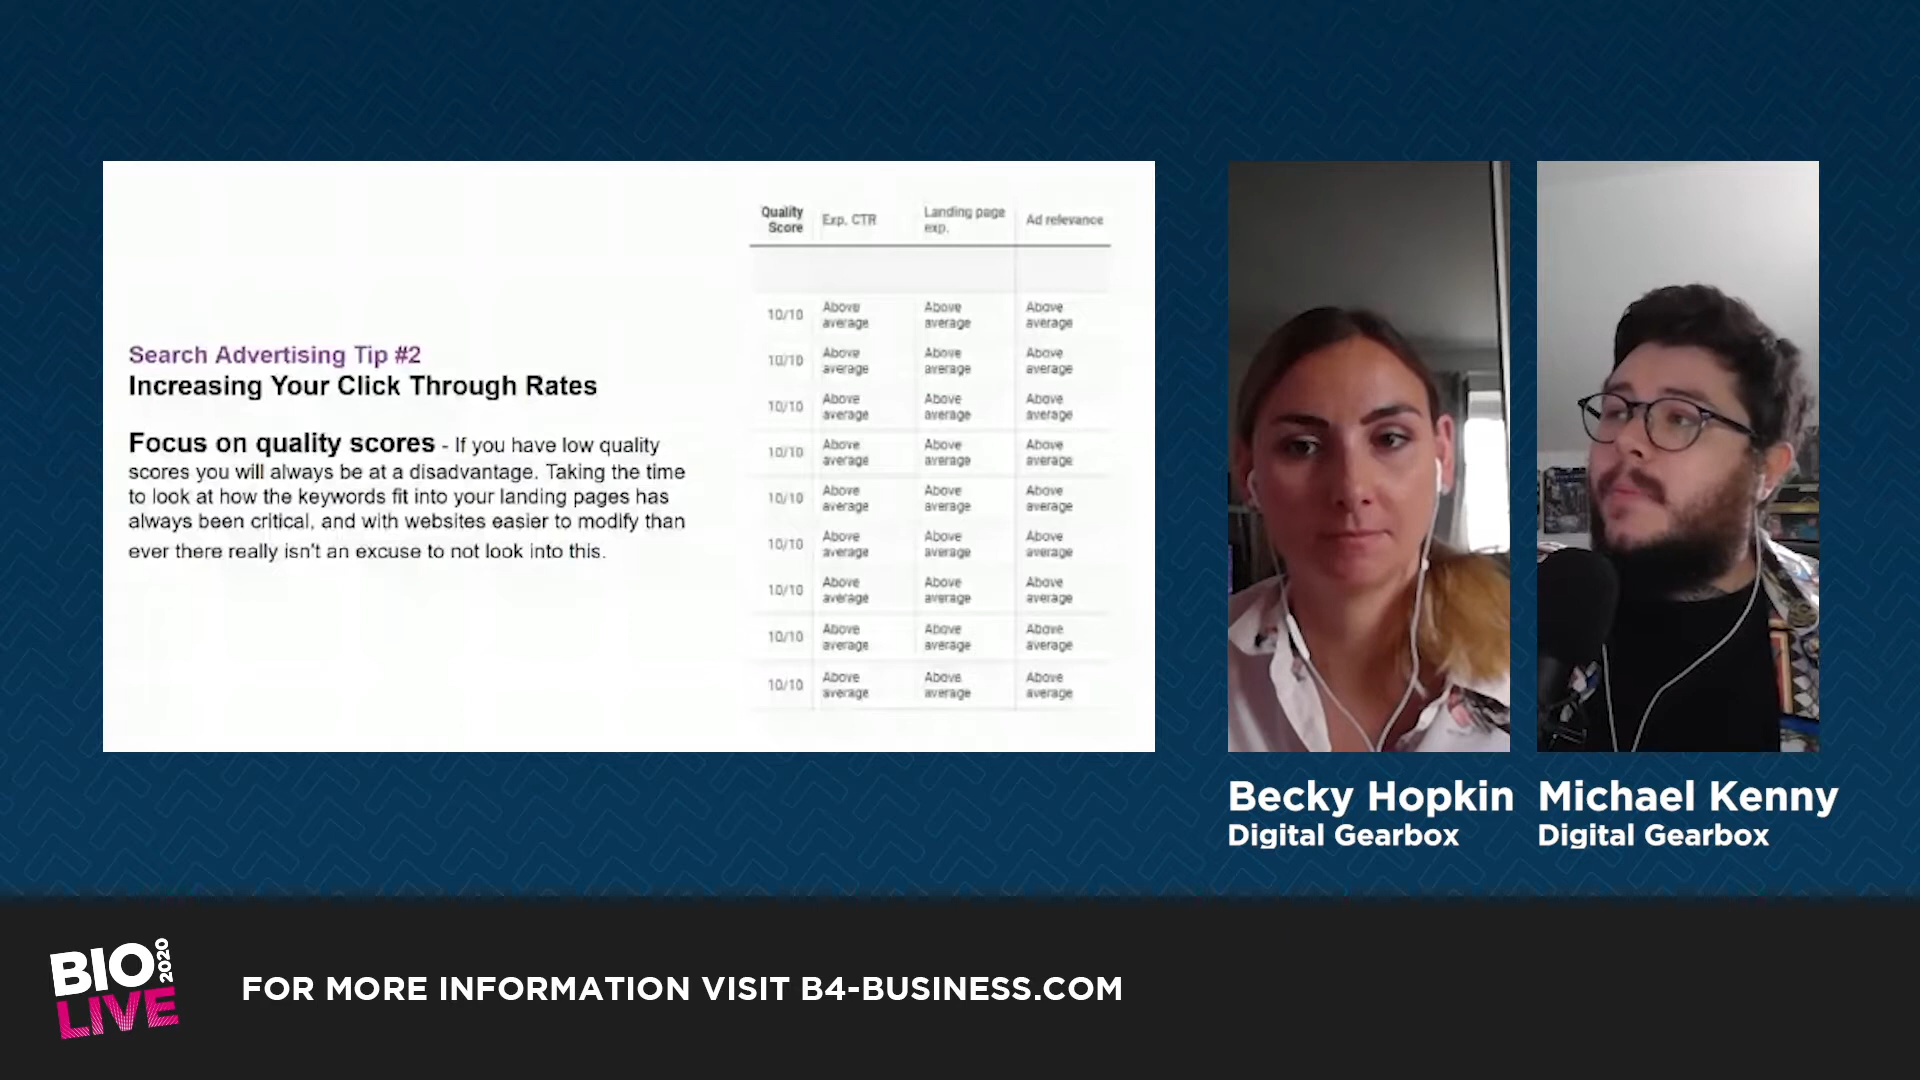 Search Advertising Tip #2
Increasing Your Click Through Rates
Focus on quality scores - If you have low quality
scores you will always be at a disadvantage. Taking the time
to look at how the keywords fit into your landing pages has
always been critical, and with websites easier to modify than
ever there really isn't an excuse to not look into this.
Quality Score Exp. CTR Landing page exp. Ad relevance
10/10 Above average Above average Above average
10/10 Above average Above average Above average
10/10 Above average Above average Above average
10/10 Above average Above average Above average
10/10 Above average Above average Above average
10/10 Above average Above average Above average
10/10 Above average Above average Above average
10/10 Above average Above average Above average
10/10 Above average Above average Above average
Becky Hopkin
Digital Gearbox
Michael Kenny
Digital Gearbox
BIO 2020
LIVE
FOR MORE INFORMATION VISIT B4-BUSINESS.COM